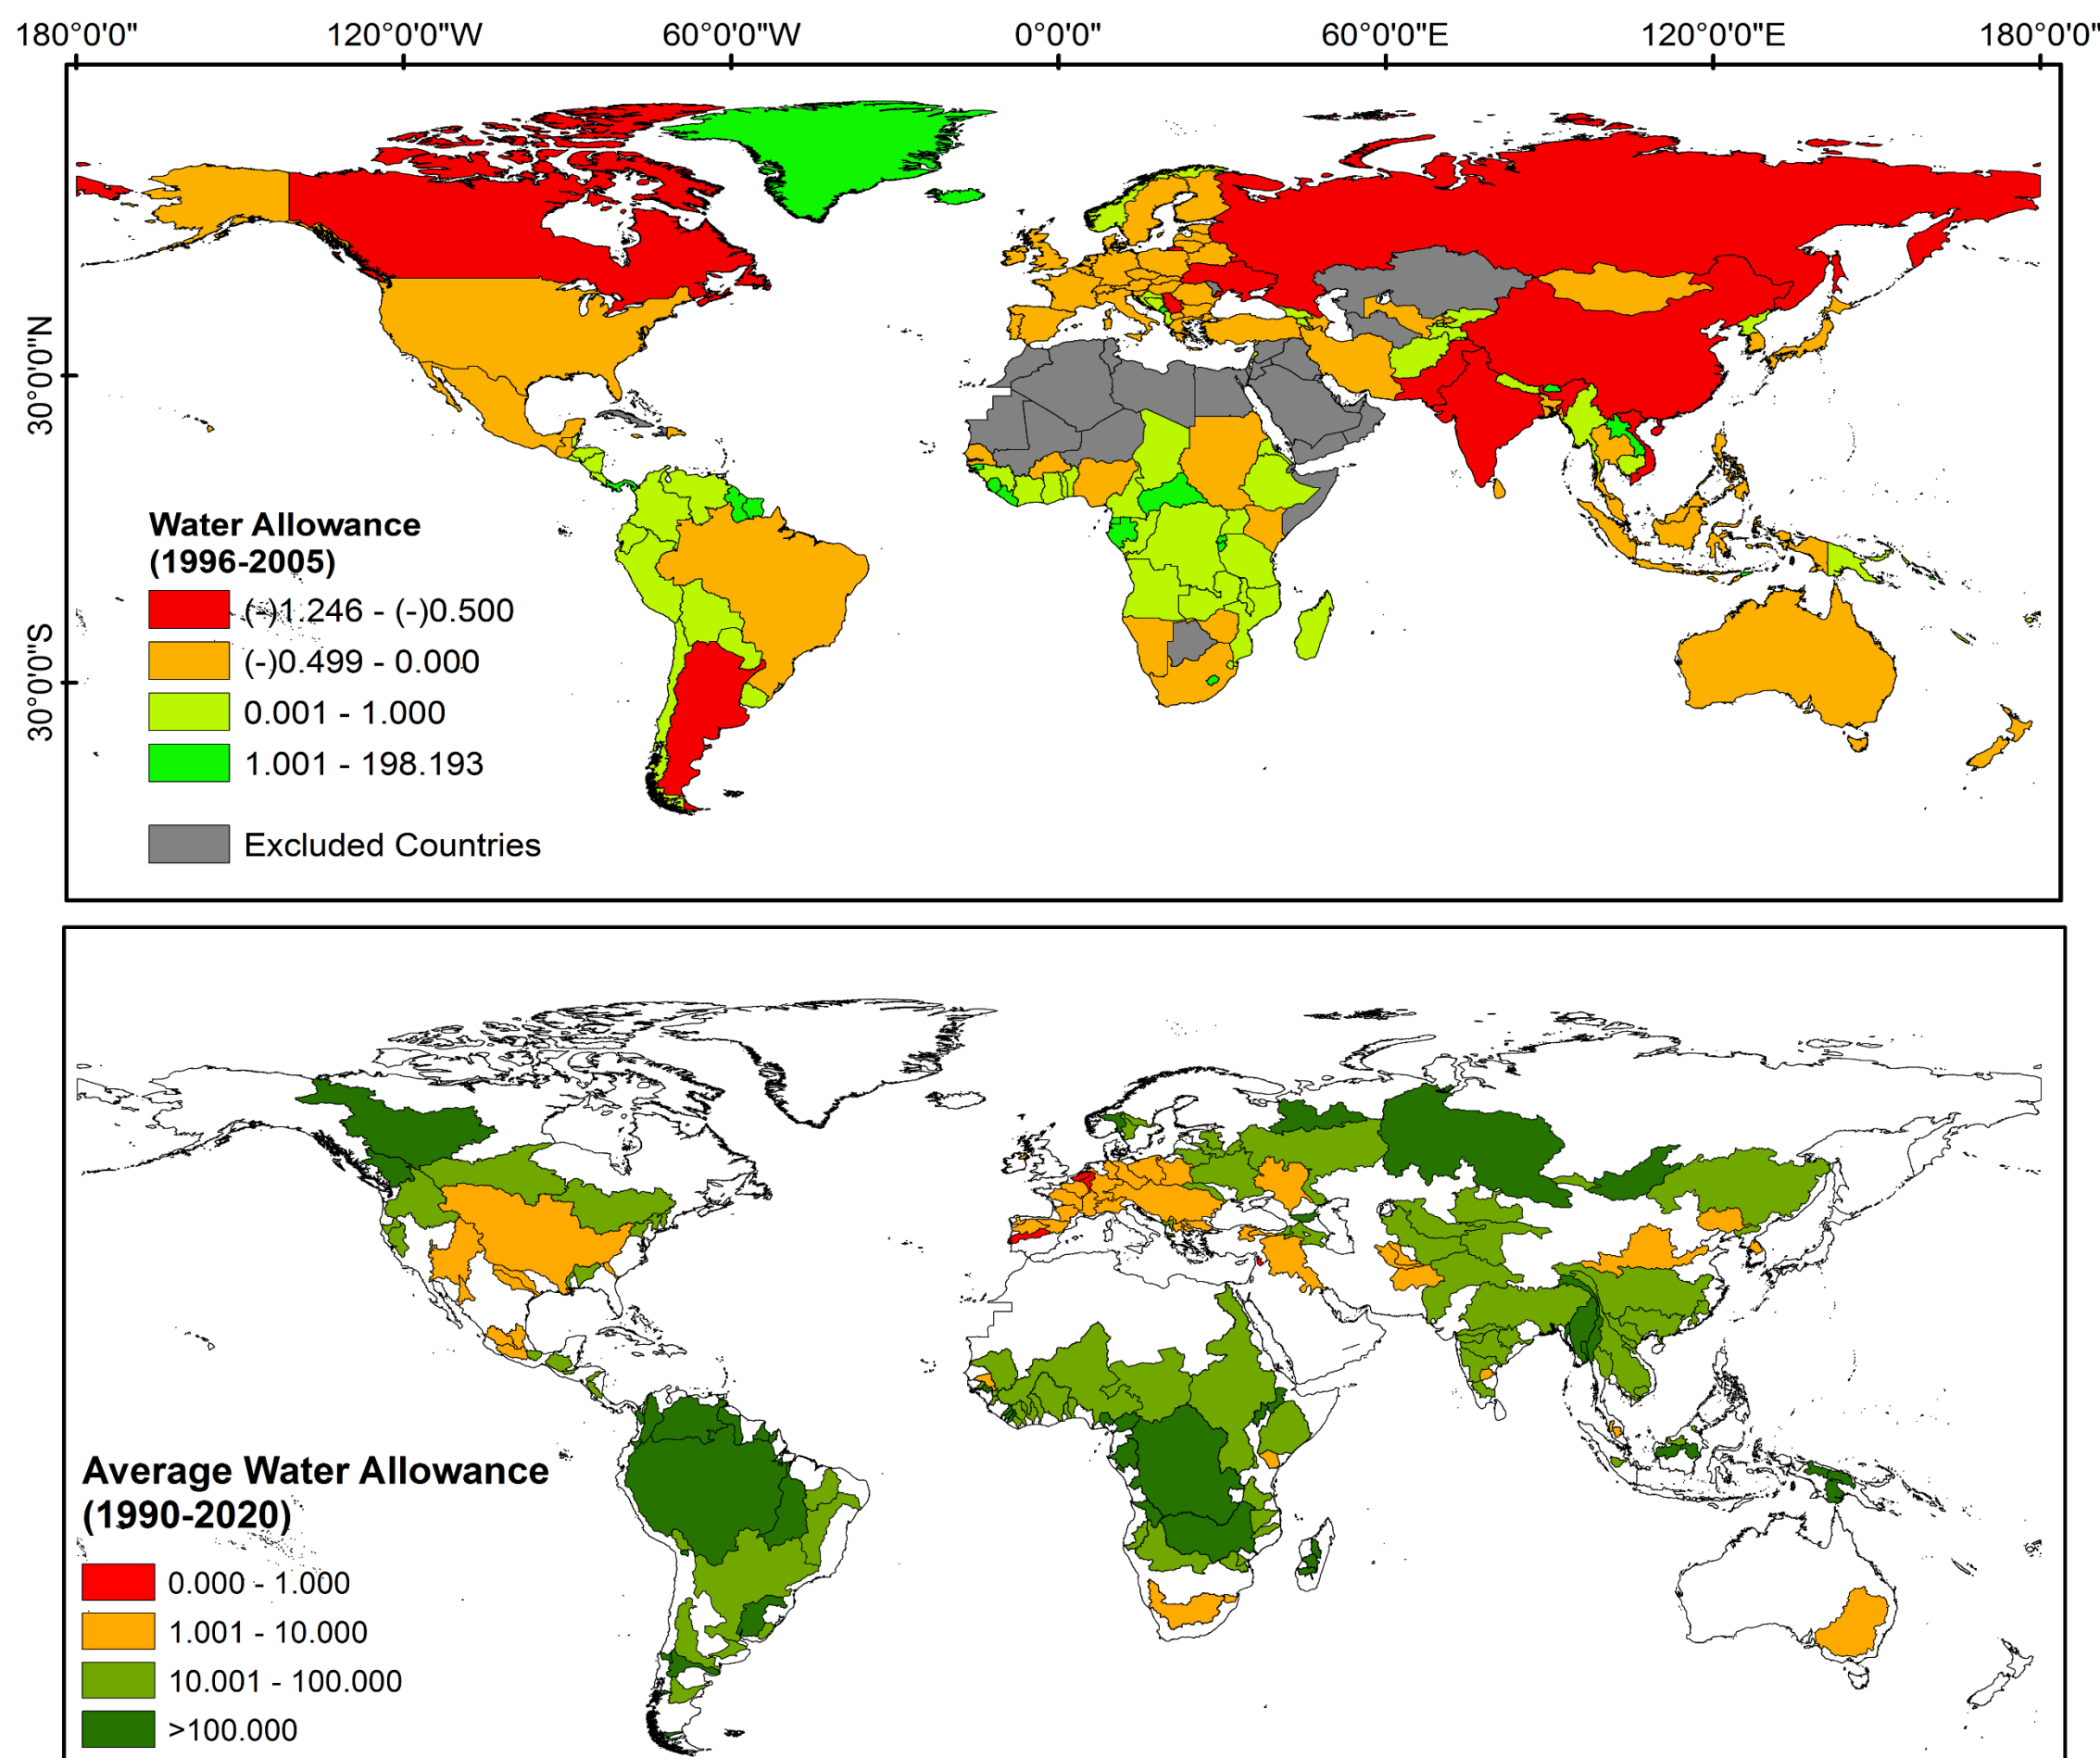 180°0'0" 120°0'0"W 60°0'0"W 0°0'0" 60°0'0"E 120°0'0"E 180°0'0"
30°0'0"N
30°0'0"S
Water Allowance
(1996-2005)
(-)1.246 - (-)0.500
(-)0.499 - 0.000
0.001 - 1.000
1.001 - 198.193
Excluded Countries
Average Water Allowance
(1990-2020)
0.000 - 1.000
1.001 - 10.000
10.001 - 100.000
>100.000